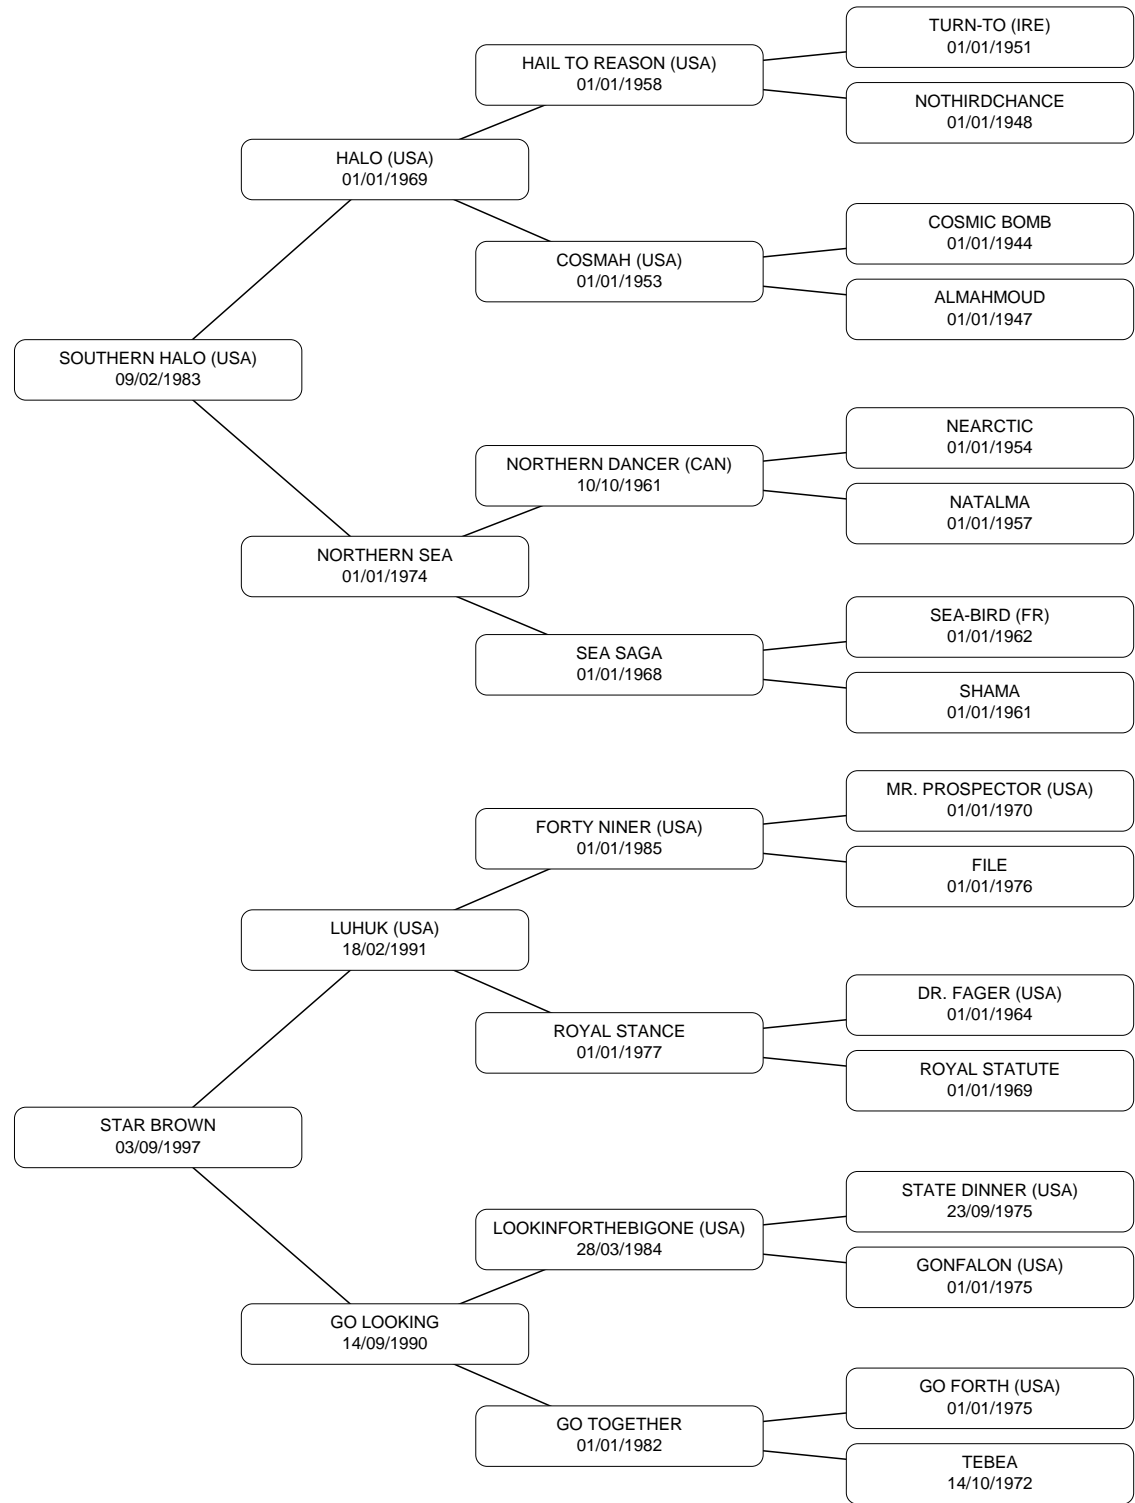 TURN-TO (IRE)
01/01/1951
HAIL TO REASON (USA)
01/01/1958
NOTHIRDCHANCE
01/01/1948
HALO (USA)
01/01/1969
COSMIC BOMB
01/01/1944
COSMAH (USA)
01/01/1953
ALMAHMOUD
01/01/1947
SOUTHERN HALO (USA)
09/02/1983
NEARCTIC
01/01/1954
NORTHERN DANCER (CAN)
10/10/1961
NATALMA
01/01/1957
NORTHERN SEA
01/01/1974
SEA-BIRD (FR)
01/01/1962
SEA SAGA
01/01/1968
SHAMA
01/01/1961
MR. PROSPECTOR (USA)
01/01/1970
FORTY NINER (USA)
01/01/1985
FILE
01/01/1976
LUHUK (USA)
18/02/1991
DR. FAGER (USA)
01/01/1964
ROYAL STANCE
01/01/1977
ROYAL STATUTE
01/01/1969
STAR BROWN
03/09/1997
STATE DINNER (USA)
23/09/1975
LOOKINFORTHEBIGONE (USA)
28/03/1984
GONFALON (USA)
01/01/1975
GO LOOKING
14/09/1990
GO FORTH (USA)
01/01/1975
GO TOGETHER
01/01/1982
TEBEA
14/10/1972